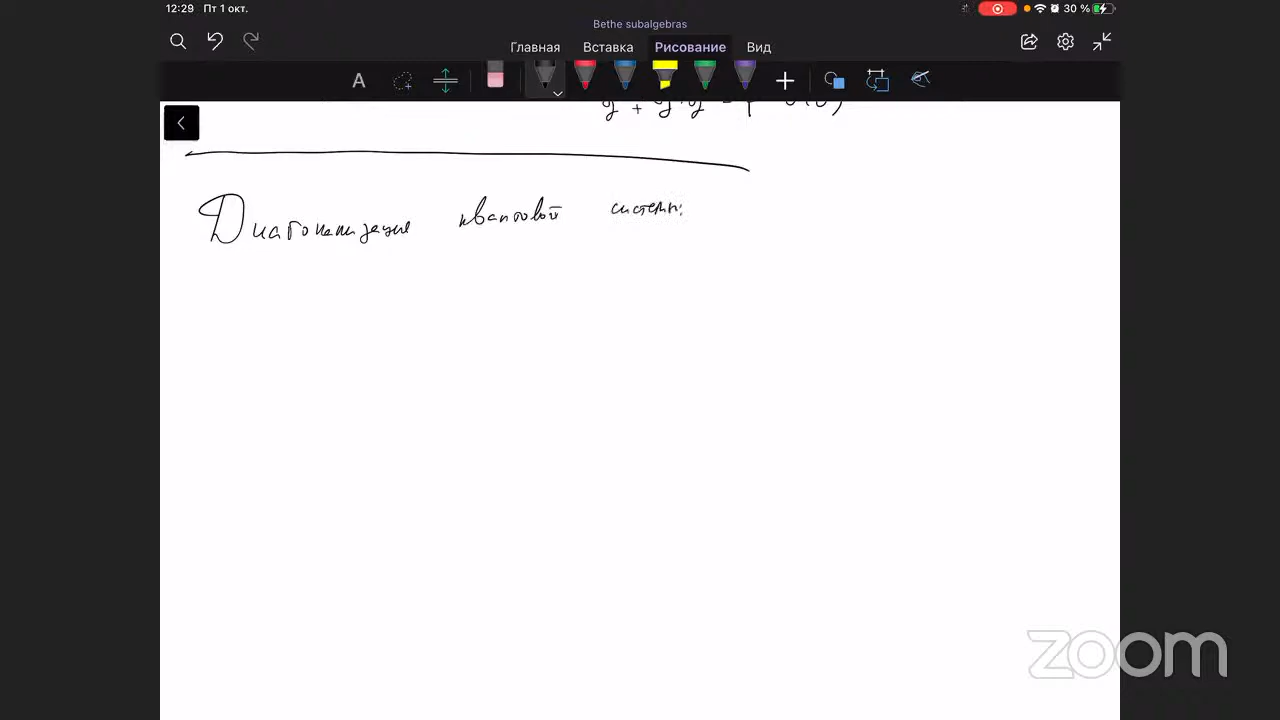 12:29 Пт 1 окт.
30 %
Bethe subalgebras
Главная Вставка Рисование Вид
A
Диагонализация квантовой системы
zoom